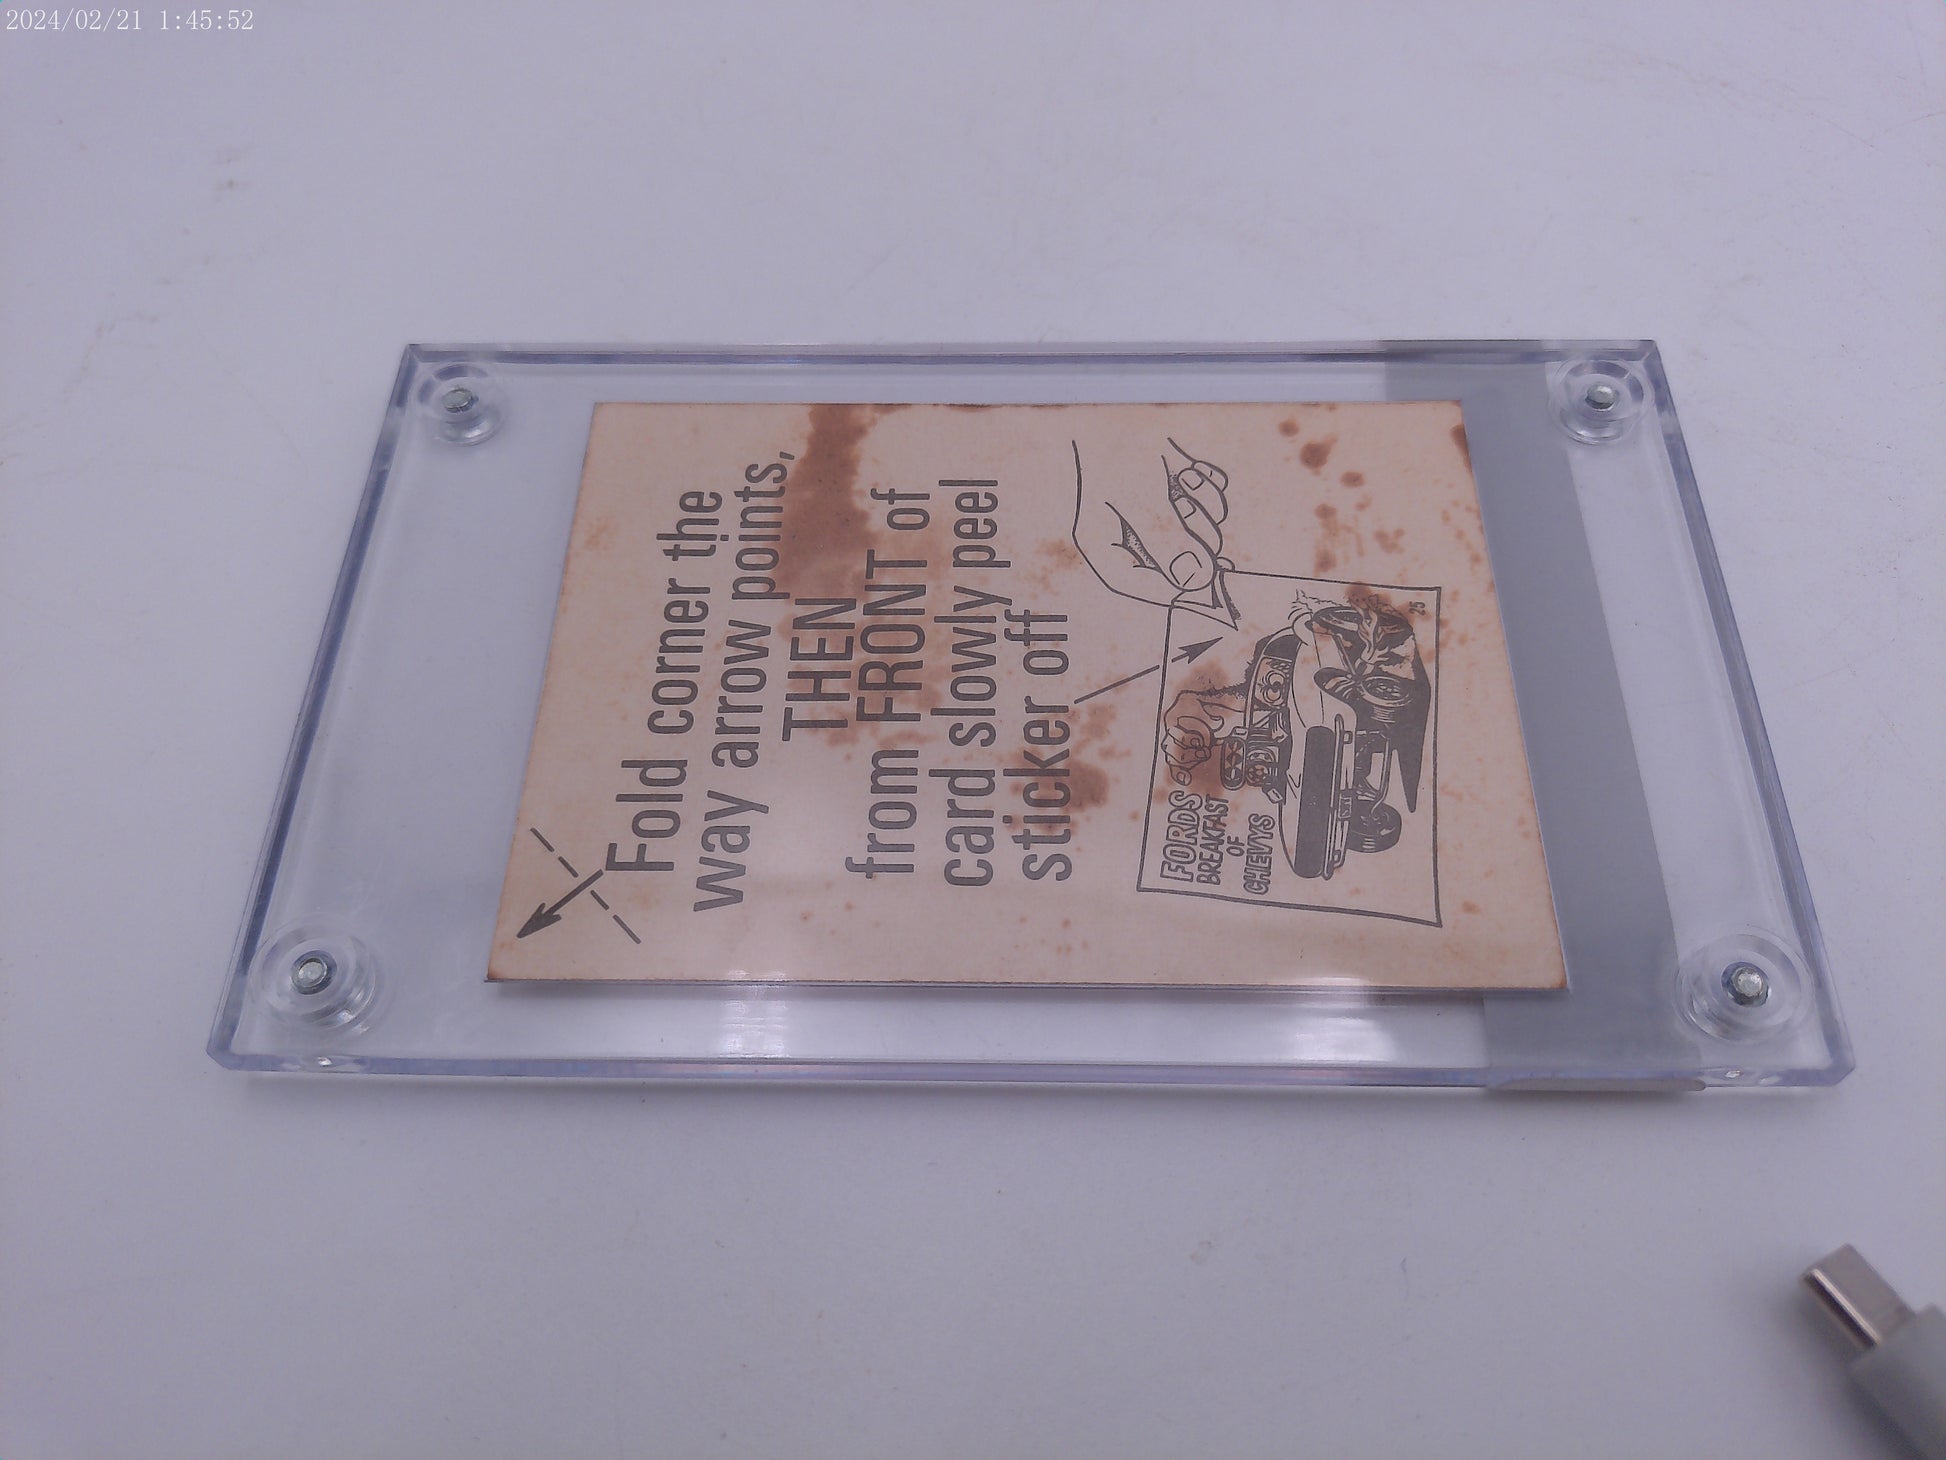 2024/02/21 1:45:52
Fold corner the
way arrow points,
THEN
from FRONT of
card slowly peel
sticker off
FORDS
BREAKFAST
OF
CHEVYS
25